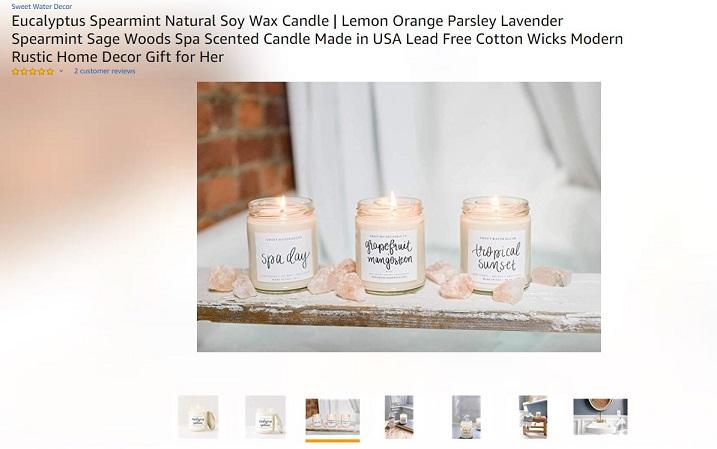 Sweet Water Decor
Eucalyptus Spearmint Natural Soy Wax Candle | Lemon Orange Parsley Lavender
Spearmint Sage Woods Spa Scented Candle Made in USA Lead Free Cotton Wicks Modern
Rustic Home Decor Gift for Her
2 customer reviews
spa day
grapefruit
mangosteen
tropical
sunset